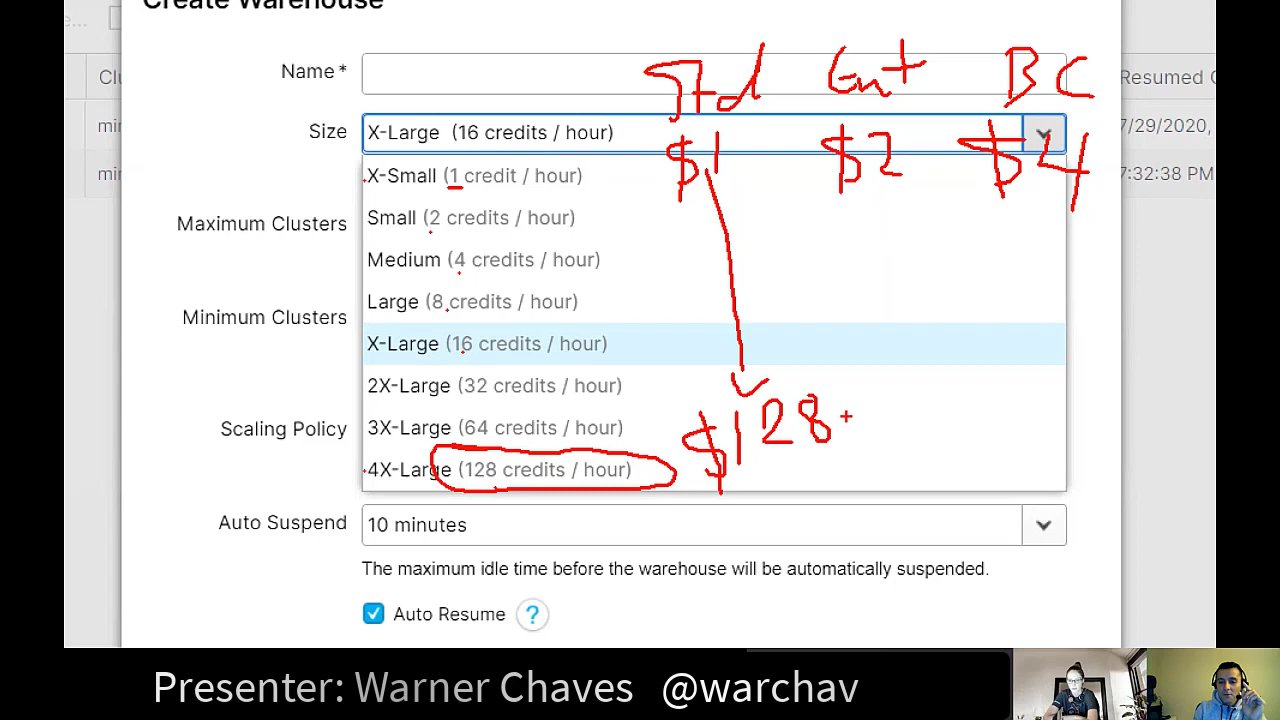 Create Warehouse
e...
Name *
Std Ent BC
Clu
Resumed O
min
7/29/2020,
Size
X-Large (16 credits / hour)
$1 $2 $4
min
7:32:38 PM
X-Small (1 credit / hour)
Small (2 credits / hour)
Maximum Clusters
Medium (4 credits / hour)
Large (8 credits / hour)
Minimum Clusters
X-Large (16 credits / hour)
2X-Large (32 credits / hour)
Scaling Policy
3X-Large (64 credits / hour)
$128 +
4X-Large (128 credits / hour)
Auto Suspend
10 minutes
The maximum idle time before the warehouse will be automatically suspended.
Auto Resume ?
Presenter: Warner Chaves @warchav